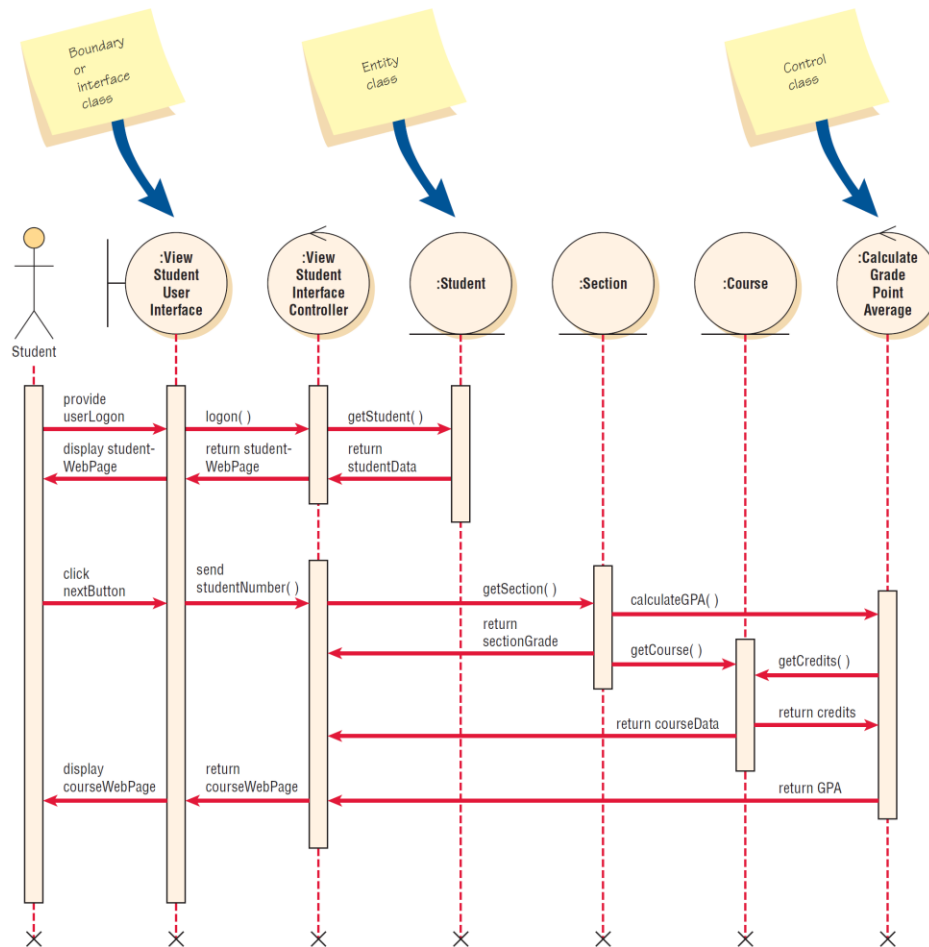 Boundary
or
interface
class
Entity
class
Control
class
Student
:View
Student
User
Interface
:View
Student
Interface
Controller
:Student
:Section
:Course
:Calculate
Grade
Point
Average
provide
userLogon
logon( )
getStudent( )
display student-
WebPage
return student-
WebPage
return
studentData
click
nextButton
send
studentNumber( )
getSection( )
calculateGPA( )
return
sectionGrade
getCourse( )
getCredits( )
return courseData
return credits
display
courseWebPage
return
courseWebPage
return GPA